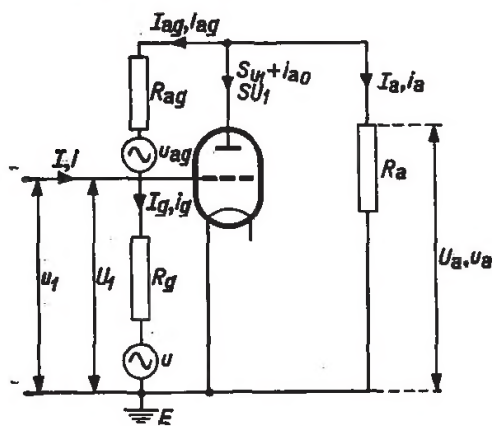 Iag,iag
Su1+ia0
SU1
Ia,ia
Rag
uag
I,i
Ra
Ig,ig
u1
U1
Rg
Ua,ua
u
E